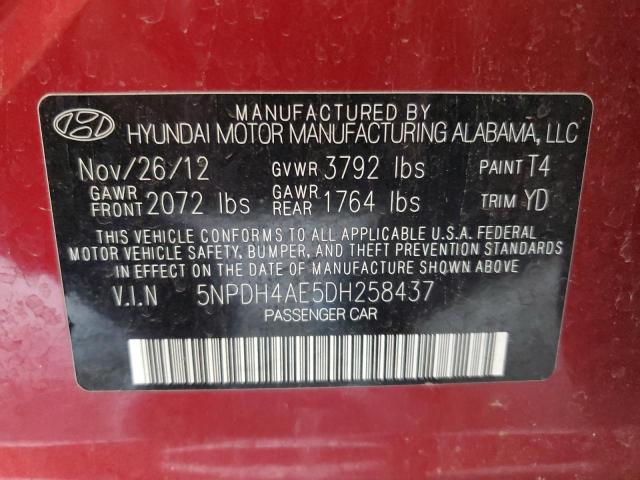 MANUFACTURED BY
HYUNDAI MOTOR MANUFACTURING ALABAMA, LLC
Nov/26/12 GVWR 3792 lbs PAINT T4
GAWR FRONT 2072 lbs GAWR REAR 1764 lbs TRIM YD
THIS VEHICLE CONFORMS TO ALL APPLICABLE U.S.A. FEDERAL
MOTOR VEHICLE SAFETY, BUMPER, AND THEFT PREVENTION STANDARDS
IN EFFECT ON THE DATE OF MANUFACTURE SHOWN ABOVE.
V.I.N 5NPDH4AE5DH258437
PASSENGER CAR